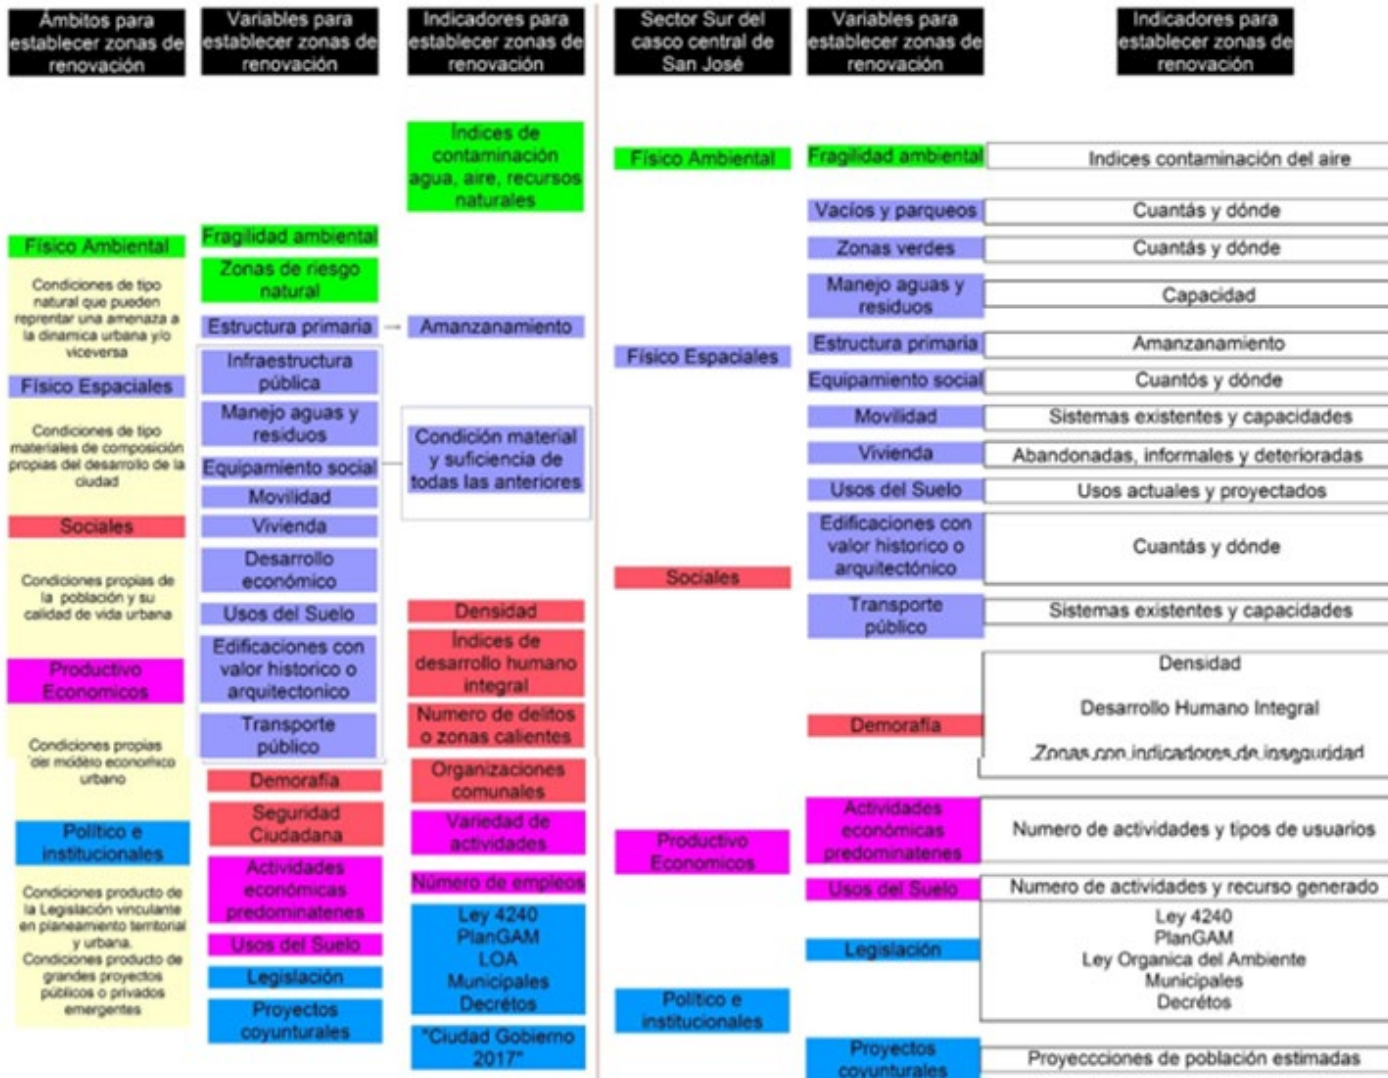 Ámbitos para
establecer zonas de
renovación
Físico Ambiental
Condiciones de tipo
natural que pueden
reprentar una amenaza a
la dinamica urbana y/o
viceversa
Físico Espaciales
Condiciones de tipo
materiales de composición
propias del desarrollo de la
ciudad
Sociales
Condiciones propias de
la población y su
calidad de vida urbana
Productivo
Economicos
Condiciones propias
del modelo economico
urbano
Político e
institucionales
Condiciones producto de
la Legislación vinculante
en planeamiento territorial
y urbana.
Condiciones producto de
grandes proyectos
públicos o privados
emergentes
Variables para
establecer zonas de
renovación
Fragilidad ambiental
Zonas de riesgo
natural
Estructura primaria
Infraestructura
pública
Manejo aguas y
residuos
Equipamiento social
Movilidad
Vivienda
Desarrollo
económico
Usos del Suelo
Edificaciones con
valor historico o
arquitectonico
Transporte
público
Demorafía
Seguridad
Ciudadana
Actividades
económicas
predominatenes
Usos del Suelo
Legislación
Proyectos
coyunturales
Indicadores para
establecer zonas de
renovación
Índices de
contaminación
agua, aire, recursos
naturales
Amanzanamiento
Condición material
y suficiencia de
todas las anteriores
Densidad
Índices de
desarrollo humano
integral
Numero de delitos
o zonas calientes
Organizaciones
comunales
Variedad de
actividades
Número de empleos
Ley 4240
PlanGAM
LOA
Municipales
Decrétos
"Ciudad Gobierno
2017"
Sector Sur del
casco central de
San José
Físico Ambiental
Físico Espaciales
Sociales
Productivo
Economicos
Político e
institucionales
Variables para
establecer zonas de
renovación
Fragilidad ambiental
Vacíos y parqueos
Zonas verdes
Manejo aguas y
residuos
Estructura primaria
Equipamiento social
Movilidad
Vivienda
Usos del Suelo
Edificaciones con
valor historico o
arquitectónico
Transporte
público
Demorafía
Actividades
económicas
predominatenes
Usos del Suelo
Legislación
Proyectos
coyunturales
Indicadores para
establecer zonas de
renovación
Indices contaminación del aire
Cuantás y dónde
Cuantás y dónde
Capacidad
Amanzanamiento
Cuantós y dónde
Sistemas existentes y capacidades
Abandonadas, informales y deterioradas
Usos actuales y proyectados
Cuantás y dónde
Sistemas existentes y capacidades
Densidad
Desarrollo Humano Integral
Zonas con indicadores de inseguridad
Numero de actividades y tipos de usuarios
Numero de actividades y recurso generado
Ley 4240
PlanGAM
Ley Organica del Ambiente
Municipales
Decrétos
Proyeccciones de población estimadas